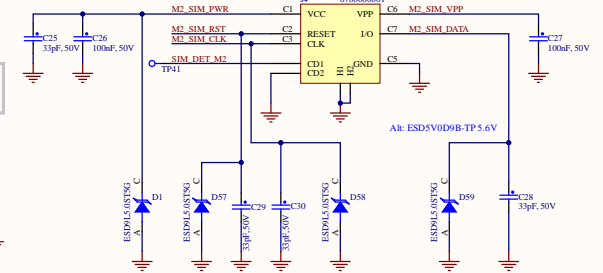 M2_SIM_PWR C1 VCC VPP C6 M2_SIM_VPP
M2_SIM_RST C2 RESET I/O C7 M2_SIM_DATA
M2_SIM_CLK C3 CLK
SIM_DET_M2 CD1 GND C5
CD2 H1 H2
TP41
C25
33pF, 50V
C26
100nF, 50V
C27
100nF, 50V
Alt: ESD5V0D9B-TP 5.6V
ESD9L5.0ST5G C A D1
ESD9L5.0ST5G C A D57
C29
33pF, 50V
C30
33pF, 50V
ESD9L5.0ST5G C A D58
ESD9L5.0ST5G C A D59
C28
33pF, 50V